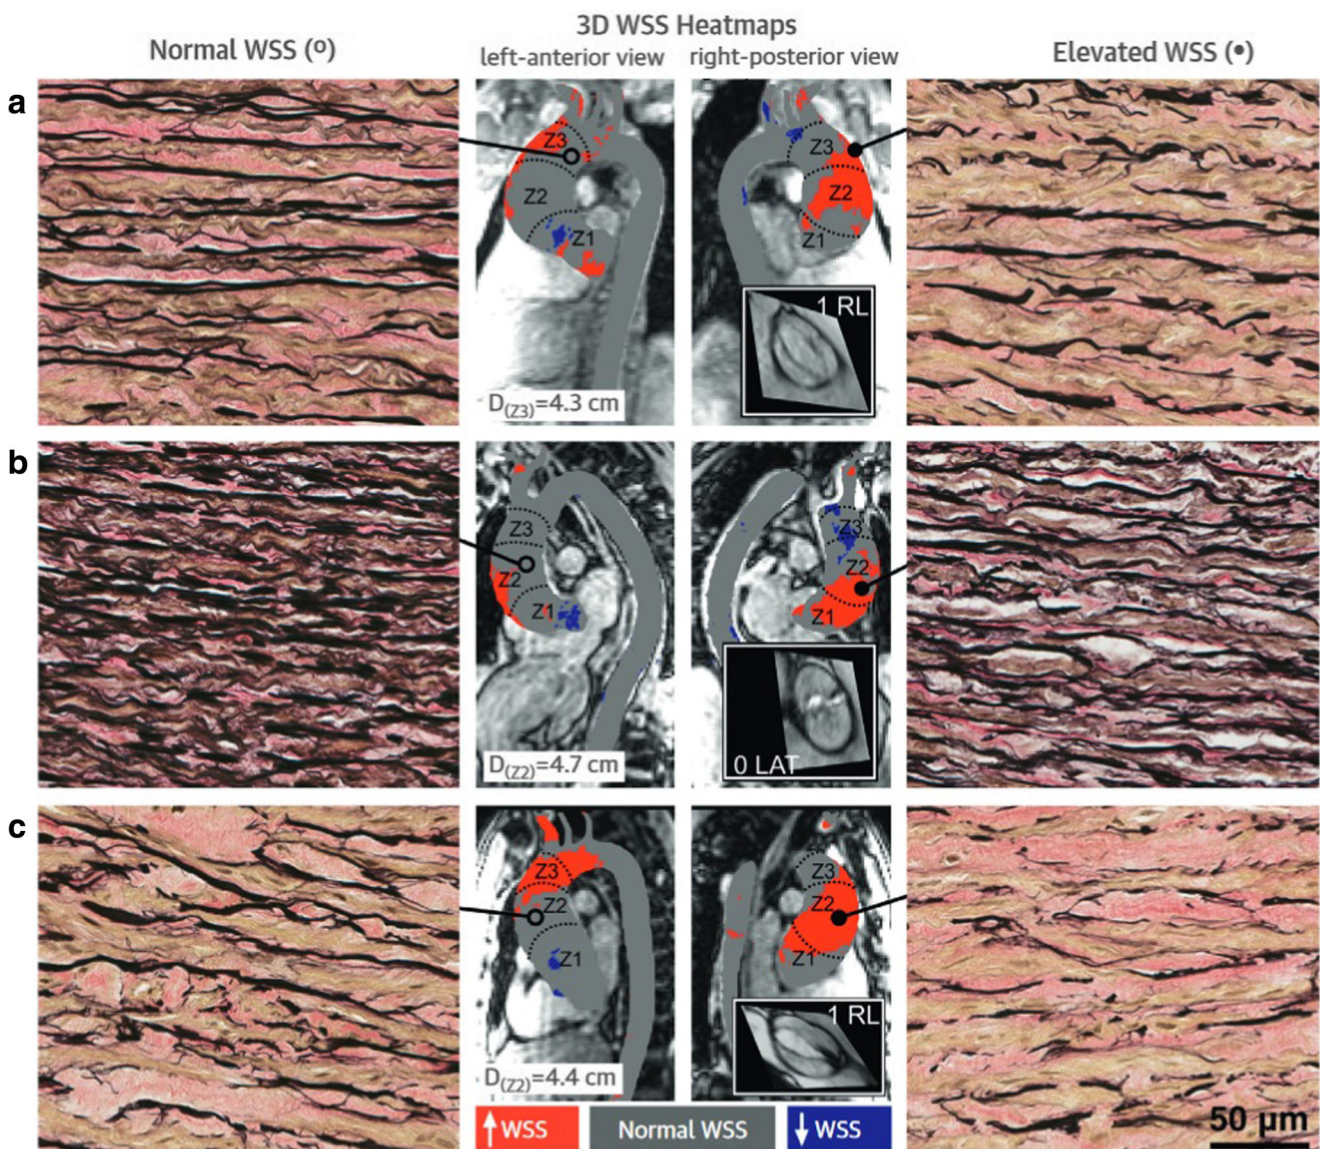 3D WSS Heatmaps
Normal WSS (o)
left-anterior view
right-posterior view
Elevated WSS (•)
a
Z3
Z2
Z1
D(Z3)=4.3 cm
Z3
Z2
Z1
1 RL
b
Z3
Z2
Z1
D(Z2)=4.7 cm
Z3
Z2
Z1
0 LAT
c
Z3
Z2
Z1
D(Z2)=4.4 cm
Z3
Z2
Z1
1 RL
↑ WSS
Normal WSS
↓ WSS
50 µm